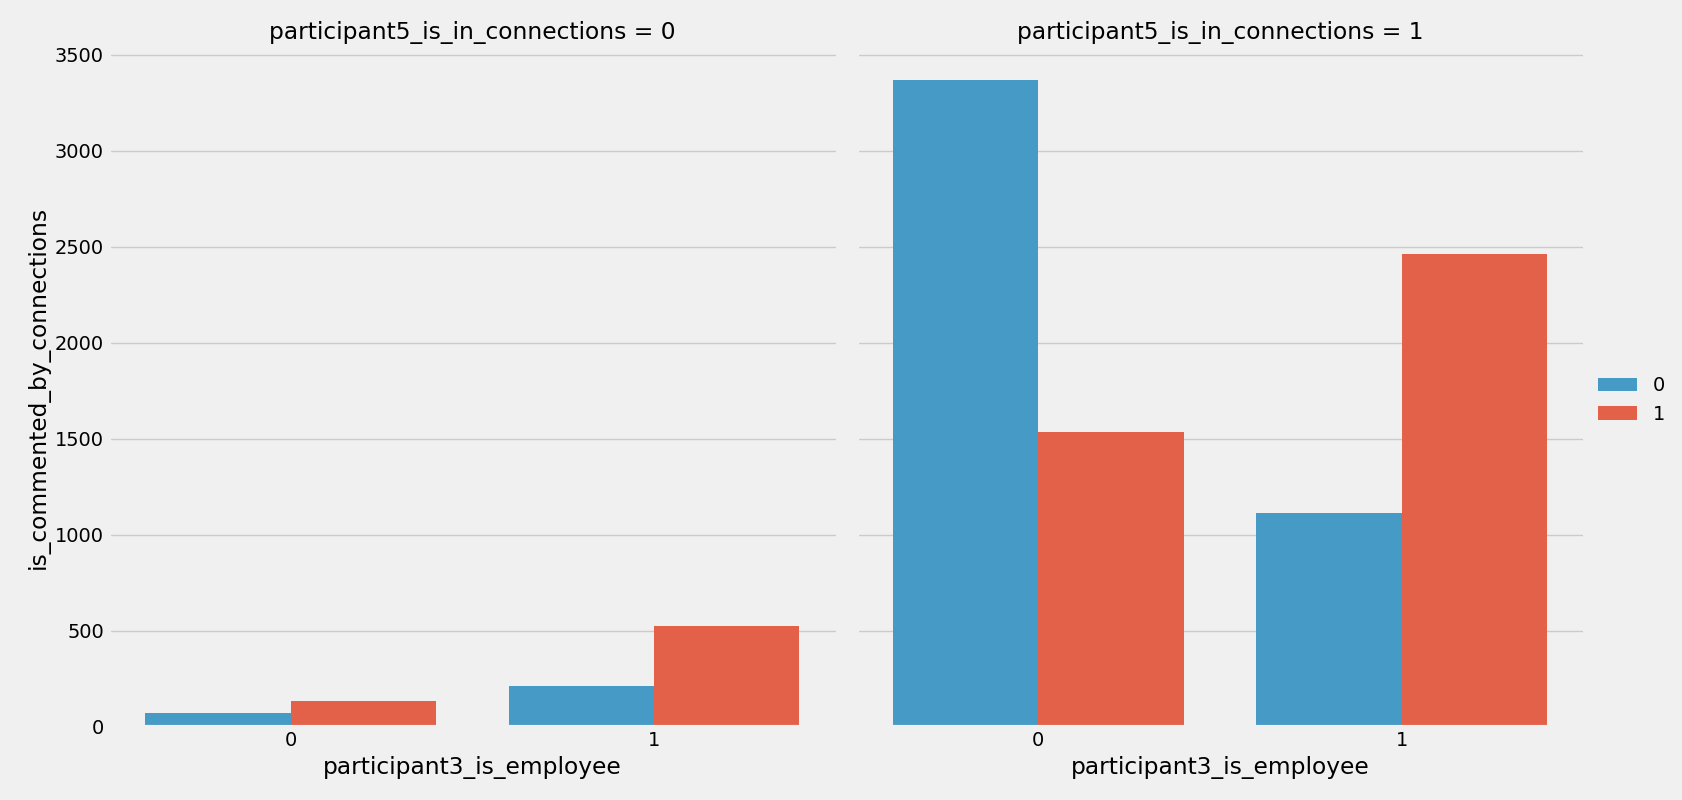 participant5_is_in_connections = 0
participant5_is_in_connections = 1
is_commented_by_connections
3500
3000
2500
2000
1500
1000
500
0
0 1
0 1
participant3_is_employee
participant3_is_employee
0
1